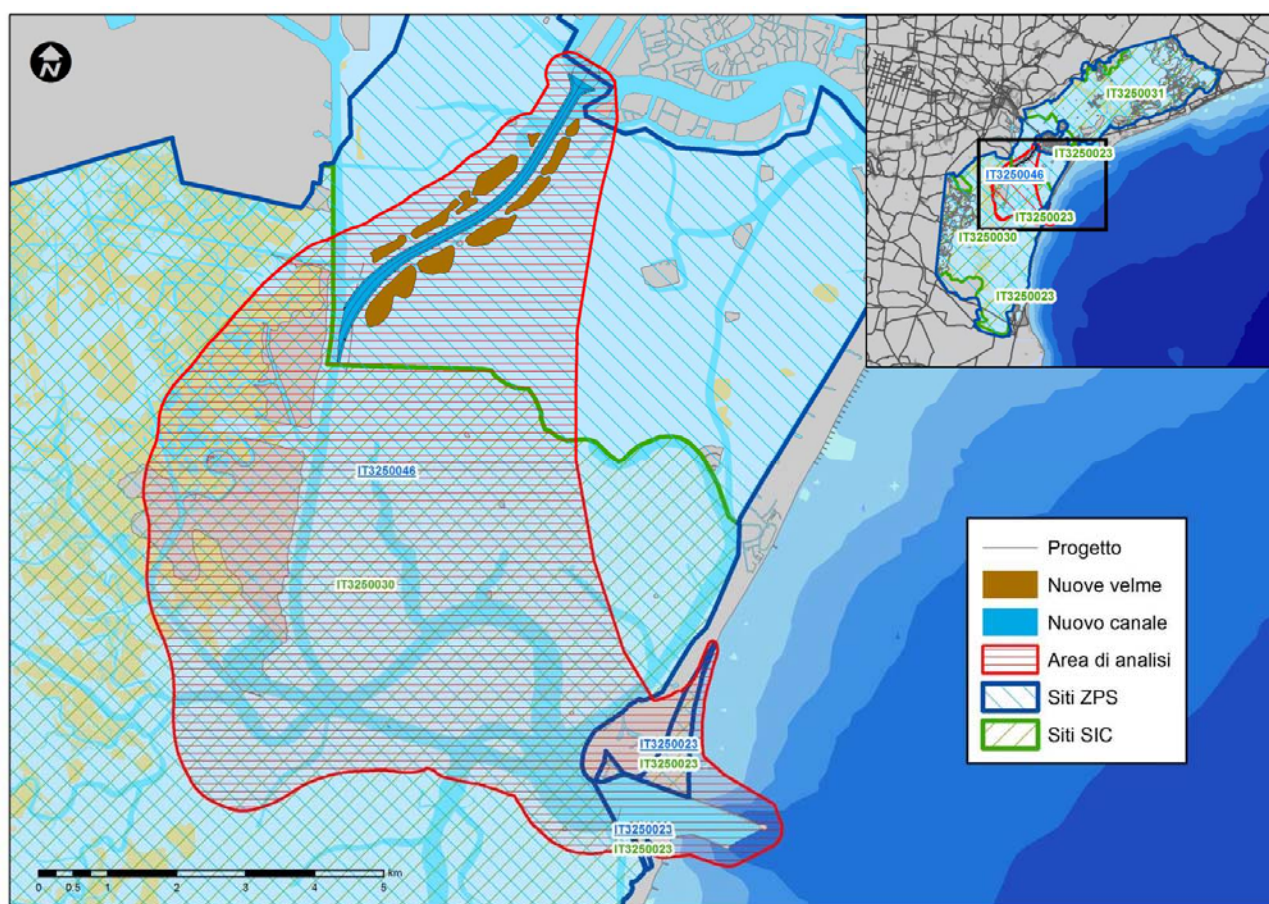 N
IT3250031
IT3250023
IT3250046
IT3250023
IT3250030
IT3250023
IT3250046
IT3250030
IT3250023
IT3250023
IT3250023
IT3250023
Progetto
Nuove velme
Nuovo canale
Area di analisi
Siti ZPS
Siti SIC
km
0 0.5 1 2 3 4 5